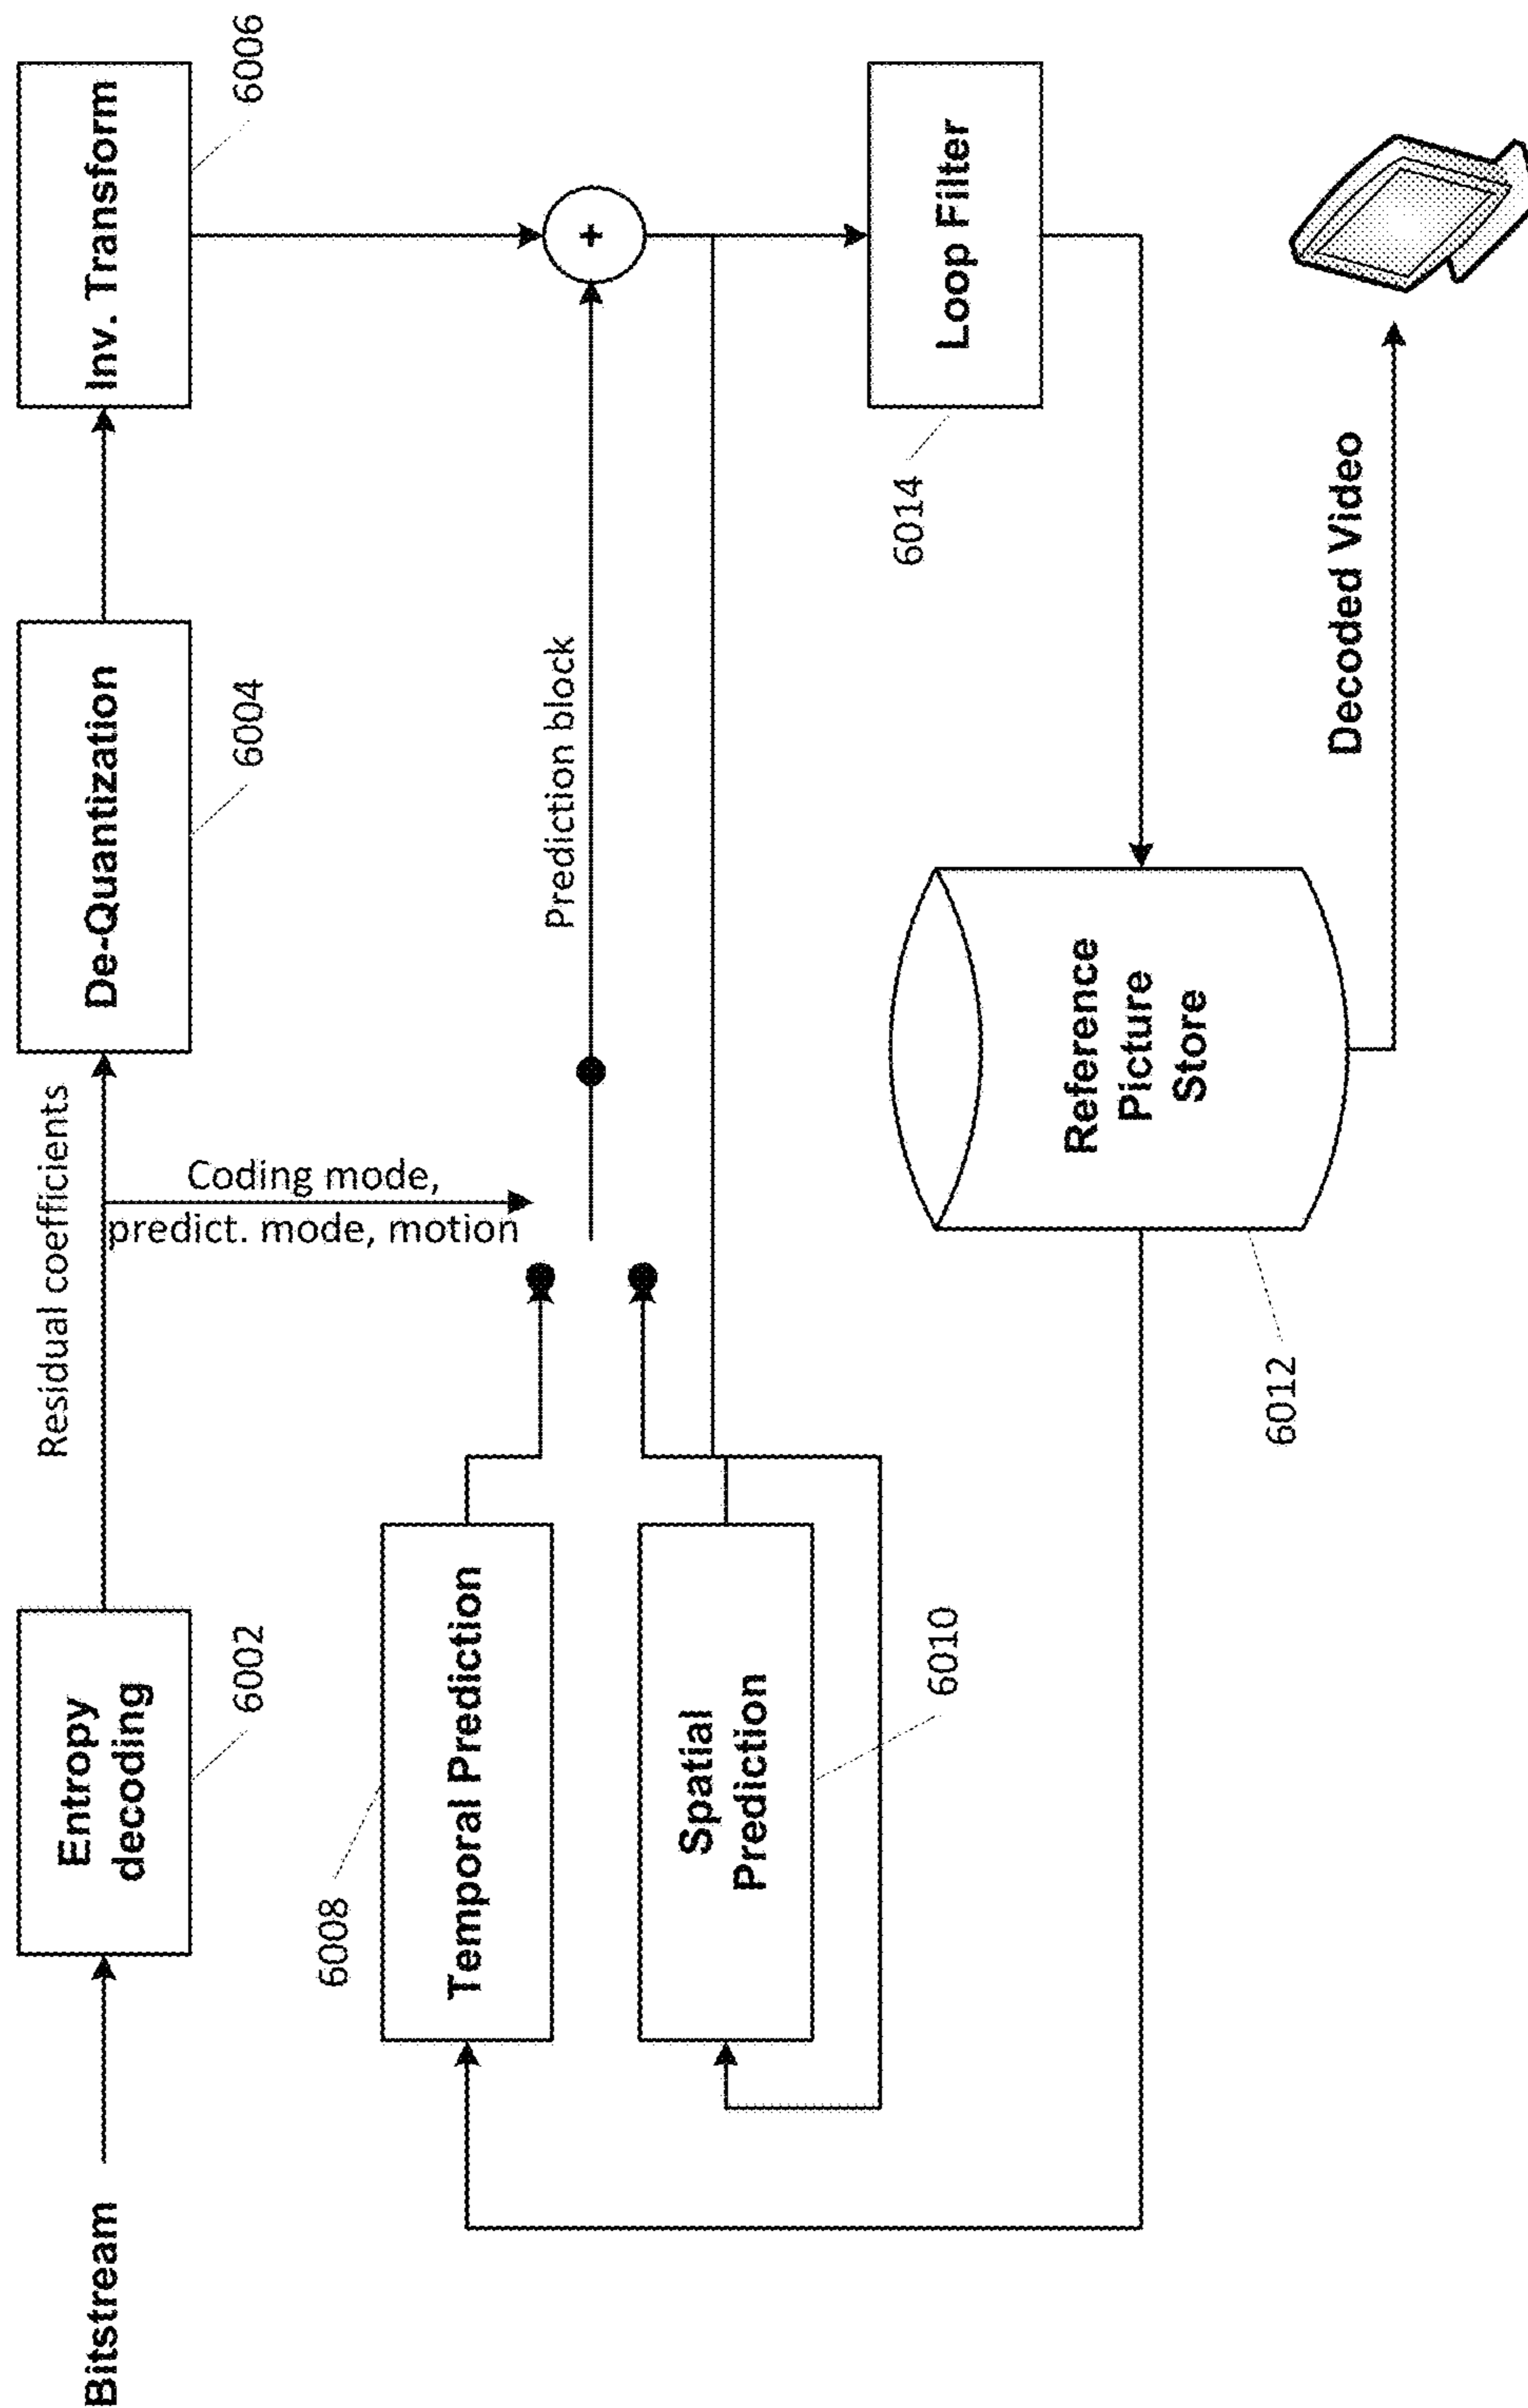 Bitstream
Entropy
decoding
6002
Residual coefficients
De-Quantization
6004
Inv. Transform
6006
Coding mode,
predict. mode, motion
6008
Temporal Prediction
Prediction block
+
Spatial
Prediction
6010
6014
Loop Filter
Reference
Picture
Store
6012
Decoded Video